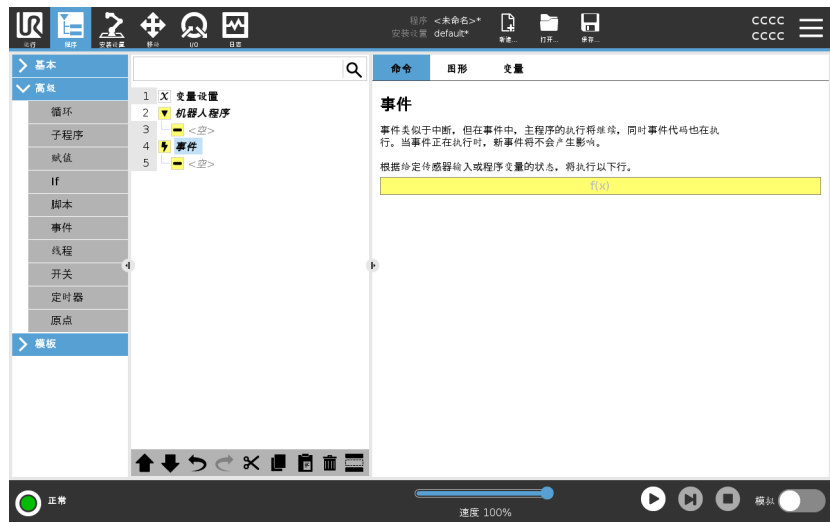 UR
运行
程序
安装设置
移动
I/O
日志
程序 <未命名>*
安装设置 default*
新建...
打开...
保存...
cccc
cccc
基本
高级
循环
子程序
赋值
If
脚本
事件
线程
开关
定时器
原点
模板
1 X 变量设置
2 机器人程序
3 <空>
4 事件
5 <空>
命令 图形 变量
事件
事件类似于中断，但在事件中，主程序的执行将继续，同时事件代码也在执
行。当事件正在执行时，新事件将不会产生影响。
根据给定传感器输入或程序变量的状态，将执行以下行。
f(x)
正常
速度 100%
模拟